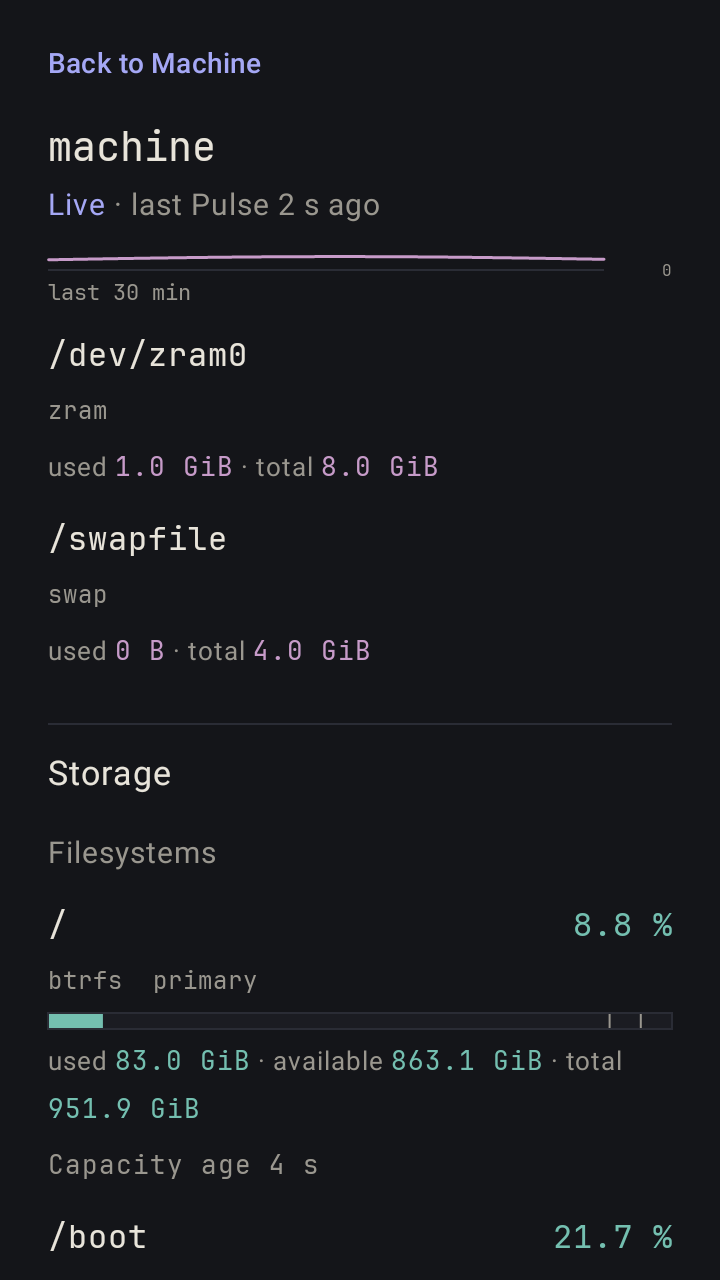 Back to Machine
machine
Live · last Pulse 2 s ago
0
last 30 min
/dev/zram0
zram
used 1.0 GiB · total 8.0 GiB
/swapfile
swap
used 0 B · total 4.0 GiB
Storage
Filesystems
/ 8.8 %
btrfs primary
used 83.0 GiB · available 863.1 GiB · total
951.9 GiB
Capacity age 4 s
/boot 21.7 %